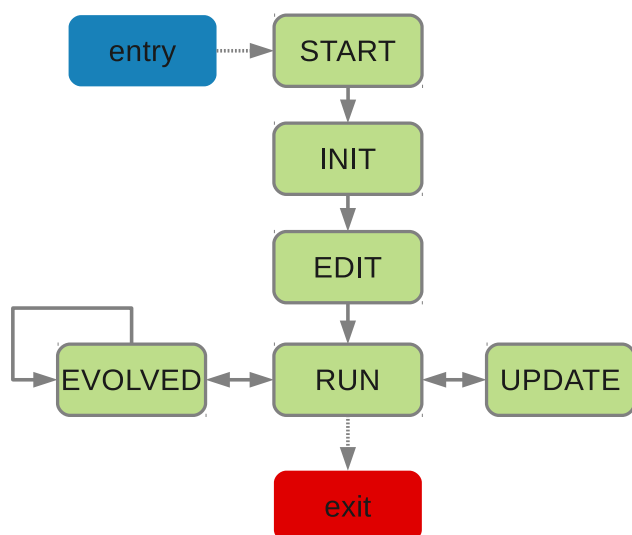 entry
START
INIT
EDIT
EVOLVED
RUN
UPDATE
exit